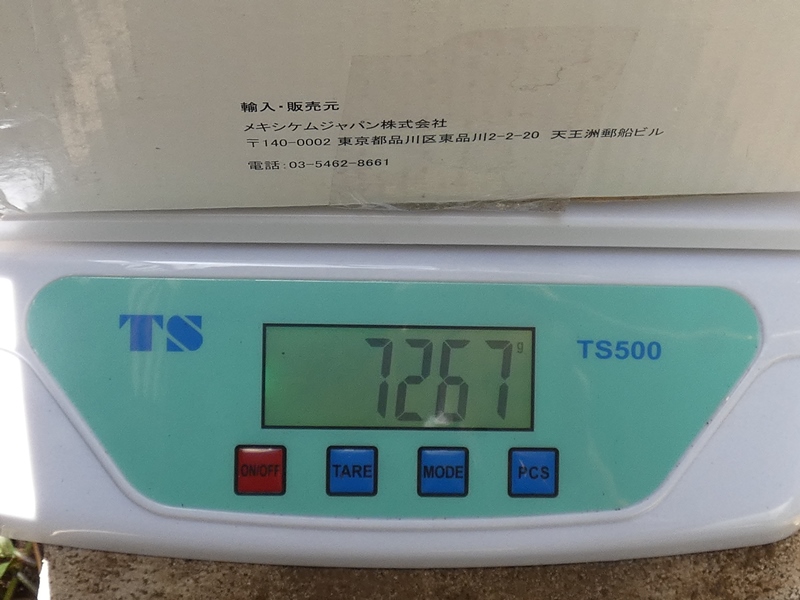 輸入・販売元
メキシケムジャパン株式会社
〒140-0002 東京都品川区東品川2-2-20 天王洲郵船ビル
電話:03-5462-8661
TS
7267 g
TS500
ON/OFF TARE MODE PCS